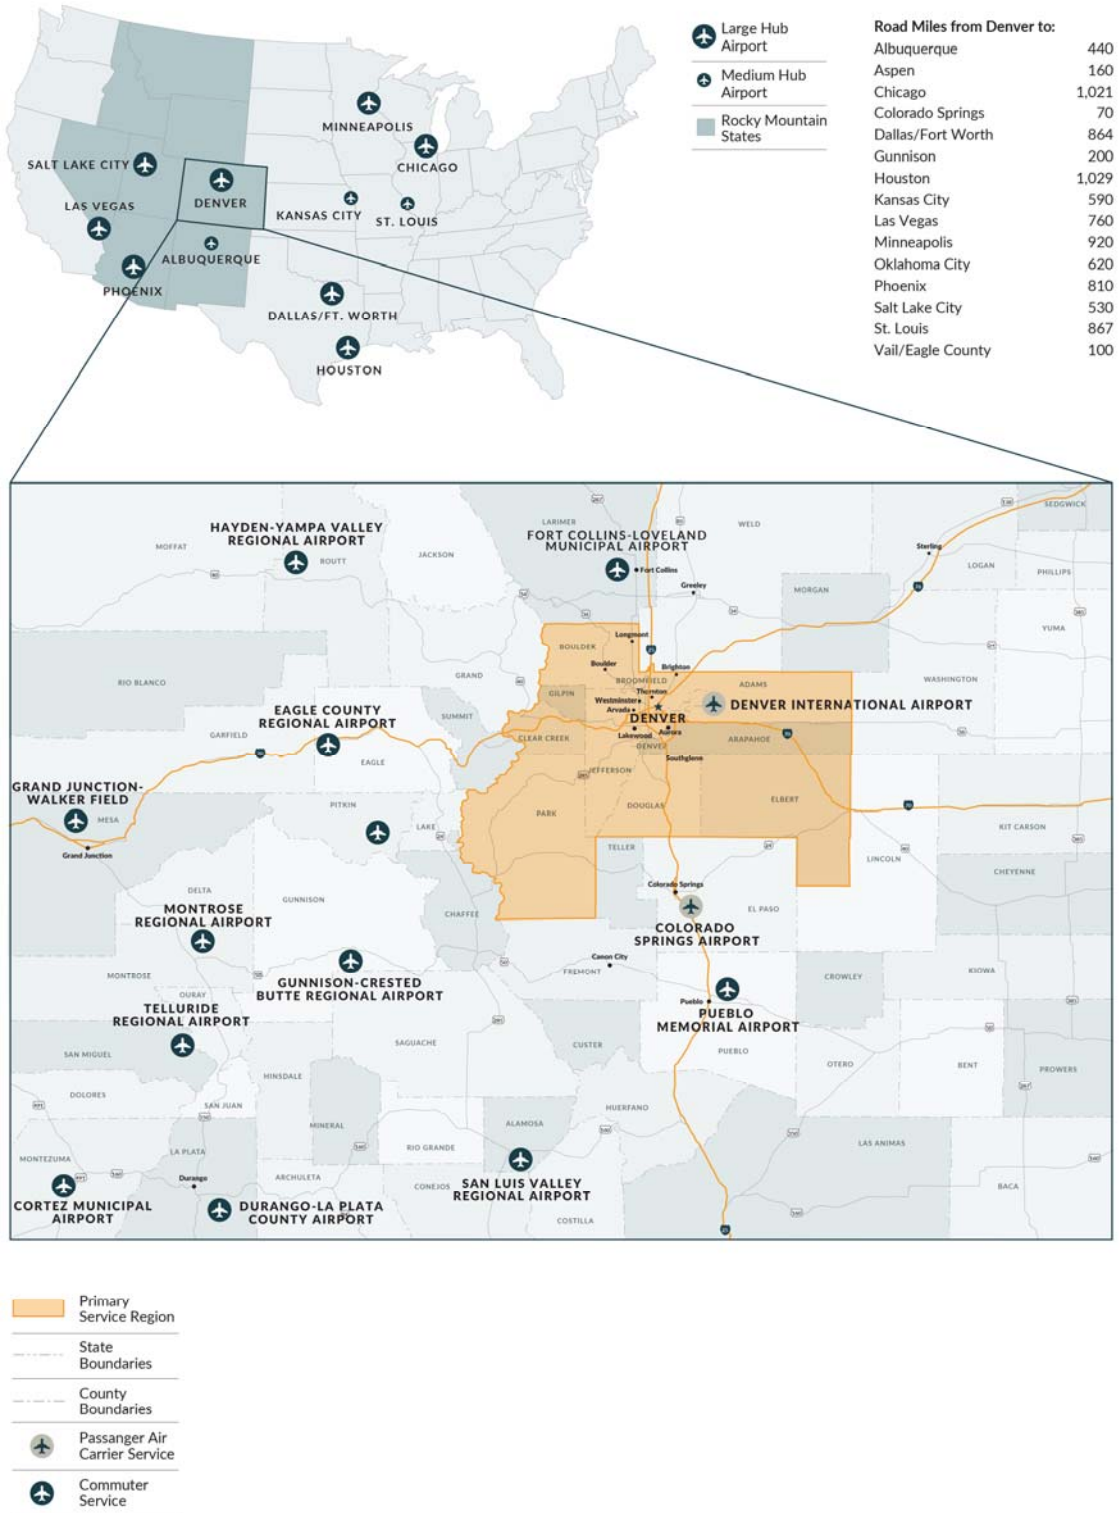 Large Hub
Airport
Medium Hub
Airport
Rocky Mountain
States
Road Miles from Denver to:
Albuquerque 440
Aspen 160
Chicago 1,021
Colorado Springs 70
Dallas/Fort Worth 864
Gunnison 200
Houston 1,029
Kansas City 590
Las Vegas 760
Minneapolis 920
Oklahoma City 620
Phoenix 810
Salt Lake City 530
St. Louis 867
Vail/Eagle County 100
MINNEAPOLIS
CHICAGO
SALT LAKE CITY
DENVER
KANSAS CITY
ST. LOUIS
LAS VEGAS
ALBUQUERQUE
PHOENIX
DALLAS/FT. WORTH
HOUSTON
SEDGWICK
LARIMER
WELD
HAYDEN-YAMPA VALLEY
REGIONAL AIRPORT
FORT COLLINS-LOVELAND
MUNICIPAL AIRPORT
MOFFAT
ROUTT
JACKSON
Sterling
LOGAN
PHILLIPS
Fort Collins
Greeley
MORGAN
YUMA
Longmont
BOULDER
Boulder
Brighton
GRAND
BROOMFIELD
ADAMS
WASHINGTON
RIO BLANCO
GILPIN
Thornton
Westminster
Arvada
DENVER INTERNATIONAL AIRPORT
EAGLE COUNTY
REGIONAL AIRPORT
SUMMIT
DENVER
GARFIELD
CLEAR CREEK
Lakewood
Aurora
ARAPAHOE
DENVER
EAGLE
Southglenn
JEFFERSON
GRAND JUNCTION-
WALKER FIELD
MESA
PITKIN
LAKE
PARK
DOUGLAS
ELBERT
KIT CARSON
Grand Junction
TELLER
LINCOLN
CHEYENNE
DELTA
GUNNISON
Colorado Springs
MONTROSE
REGIONAL AIRPORT
CHAFFEE
EL PASO
COLORADO
SPRINGS AIRPORT
Canon City
FREMONT
MONTROSE
GUNNISON-CRESTED
BUTTE REGIONAL AIRPORT
CROWLEY
KIOWA
OURAY
TELLURIDE
REGIONAL AIRPORT
Pueblo
PUEBLO
MEMORIAL AIRPORT
SAN MIGUEL
SAGUACHE
CUSTER
PUEBLO
OTERO
BENT
PROWERS
HINSDALE
DOLORES
SAN JUAN
HUERFANO
MINERAL
ALAMOSA
LAS ANIMAS
RIO GRANDE
MONTEZUMA
LA PLATA
Durango
ARCHULETA
CONEJOS
BACA
CORTEZ MUNICIPAL
AIRPORT
DURANGO-LA PLATA
COUNTY AIRPORT
SAN LUIS VALLEY
REGIONAL AIRPORT
COSTILLA
Primary
Service Region
State
Boundaries
County
Boundaries
Passanger Air
Carrier Service
Commuter
Service